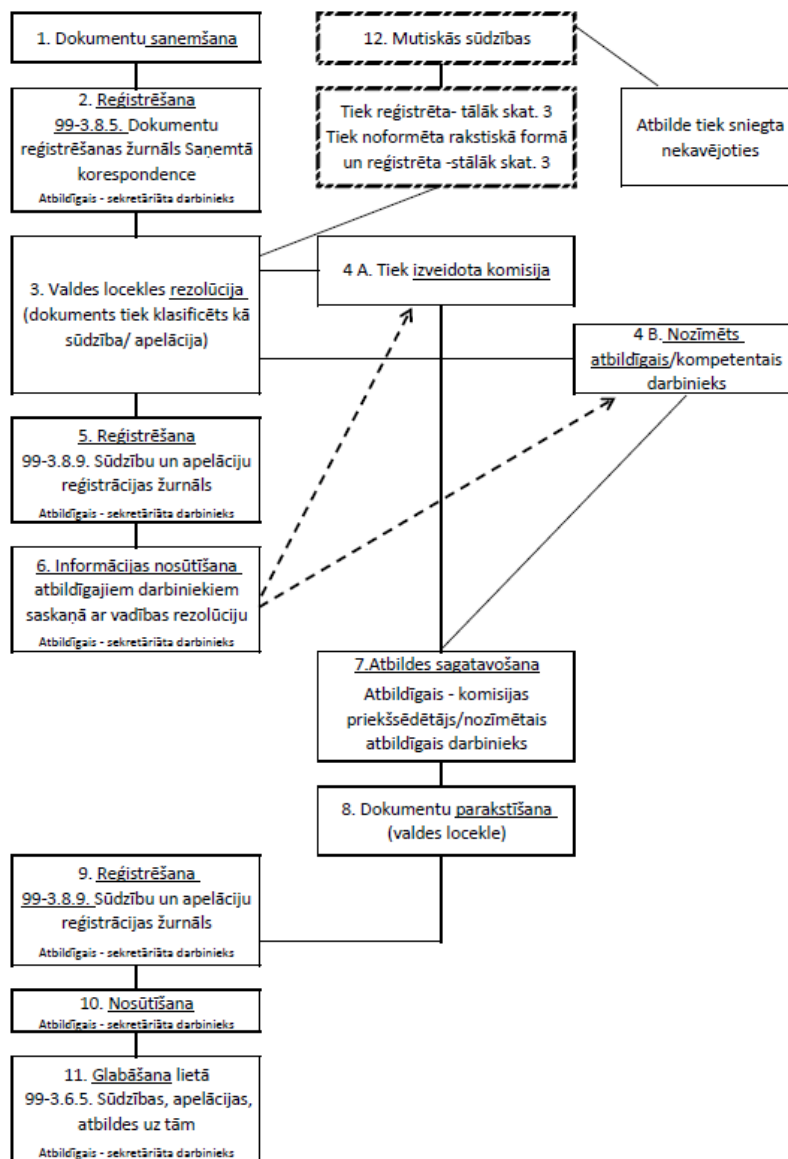 1. Dokumentu saņemšana
12. Mutiskās sūdzības
2. Reģistrēšana
99-3.8.5. Dokumentu
reģistrēšanas žurnāls Saņemtā
korespondence
Atbildīgais - sekretāriāta darbinieks
Tiek reģistrēta- tālāk skat. 3
Tiek noformēta rakstiskā formā
un reģistrēta -stālāk skat. 3
Atbilde tiek sniegta
nekavējoties
3. Valdes locekles rezolūcija
(dokuments tiek klasificēts kā
sūdzība/ apelācija)
4 A. Tiek izveidota komisija
4 B. Nozīmēts
atbildīgais/kompetentais
darbinieks
5. Reģistrēšana
99-3.8.9. Sūdzību un apelāciju
reģistrācijas žurnāls
Atbildīgais - sekretāriāta darbinieks
6. Informācijas nosūtīšana
atbildīgajiem darbiniekiem
saskaņā ar vadības rezolūciju
Atbildīgais - sekretāriāta darbinieks
7.Atbildes sagatavošana
Atbildīgais - komisijas
priekšsēdētājs/nozīmētais
atbildīgais darbinieks
8. Dokumentu parakstīšana
(valdes locekle)
9. Reģistrēšana
99-3.8.9. Sūdzību un apelāciju
reģistrācijas žurnāls
Atbildīgais - sekretāriāta darbinieks
10. Nosūtīšana
Atbildīgais - sekretāriāta darbinieks
11. Glabāšana lietā
99-3.6.5. Sūdzības, apelācijas,
atbildes uz tām
Atbildīgais - sekretāriāta darbinieks